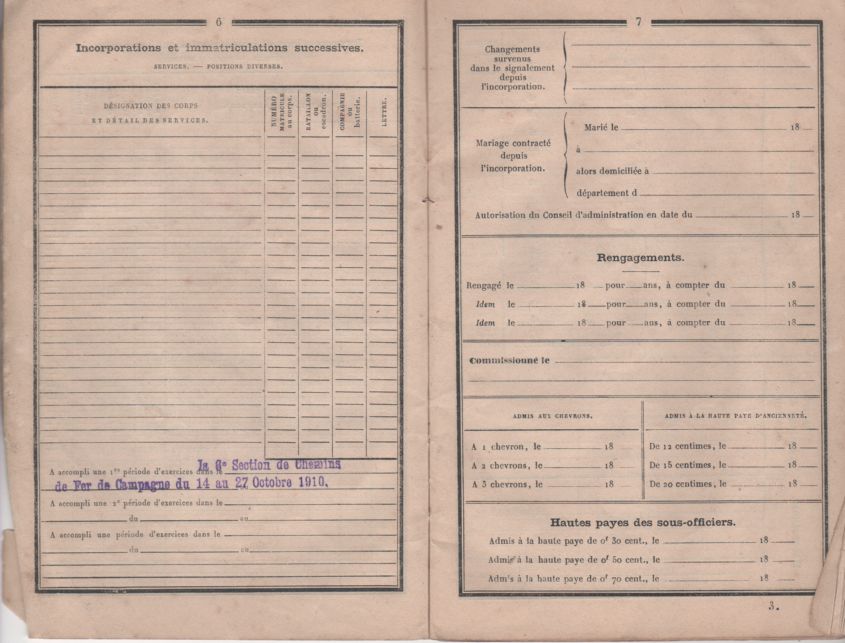 6
Incorporations et immatriculations successives.
SERVICES. — POSITIONS DIVERSES.
DÉSIGNATION DES CORPS
ET DÉTAIL DES SERVICES.
NUMÉRO
MATRICULE
au corps.
BATAILLON
ou
escadron.
COMPAGNIE
ou
batterie.
LETTRE.
A accompli une 1re période d'exercices dans le
la 6e Section de Chemins
de Fer de Campagne du 14 au 27 Octobre 1910.
A accompli une 2e période d'exercices dans le
du au
A accompli une période d'exercices dans le
du au
7
Changements
survenus
dans le signalement
depuis
l'incorporation.
Mariage contracté
depuis
l'incorporation.
Marié le 18
à
alors domiciliée à
département d
Autorisation du Conseil d'administration en date du 18
Rengagements.
Rengagé le 18 pour ans, à compter du 18
Idem le 18 pour ans, à compter du 18
Idem le 18 pour ans, à compter du 18
Commissionné le
ADMIS AUX CHEVRONS.
A 1 chevron, le 18
A 2 chevrons, le 18
A 3 chevrons, le 18
ADMIS À LA HAUTE PAYE D'ANCIENNETÉ.
De 12 centimes, le 18
De 15 centimes, le 18
De 20 centimes, le 18
Hautes payes des sous-officiers.
Admis à la haute paye de 0f 30 cent., le 18
Admis à la haute paye de 0f 50 cent., le 18
Admis à la haute paye de 0f 70 cent., le 18
3.